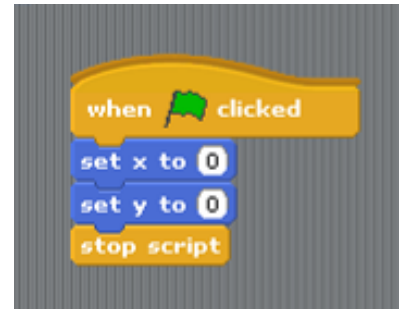 when clicked
set x to 0
set y to 0
stop script